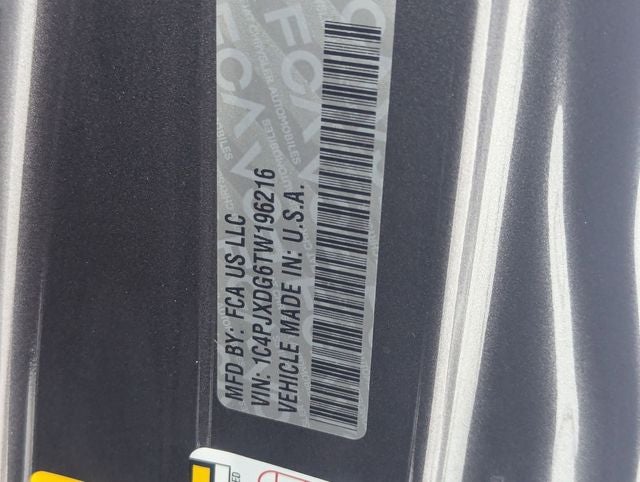 MFD BY: FCA US LLC
VIN: 1C4PJXDG6TW196216
VEHICLE MADE IN: U.S.A.